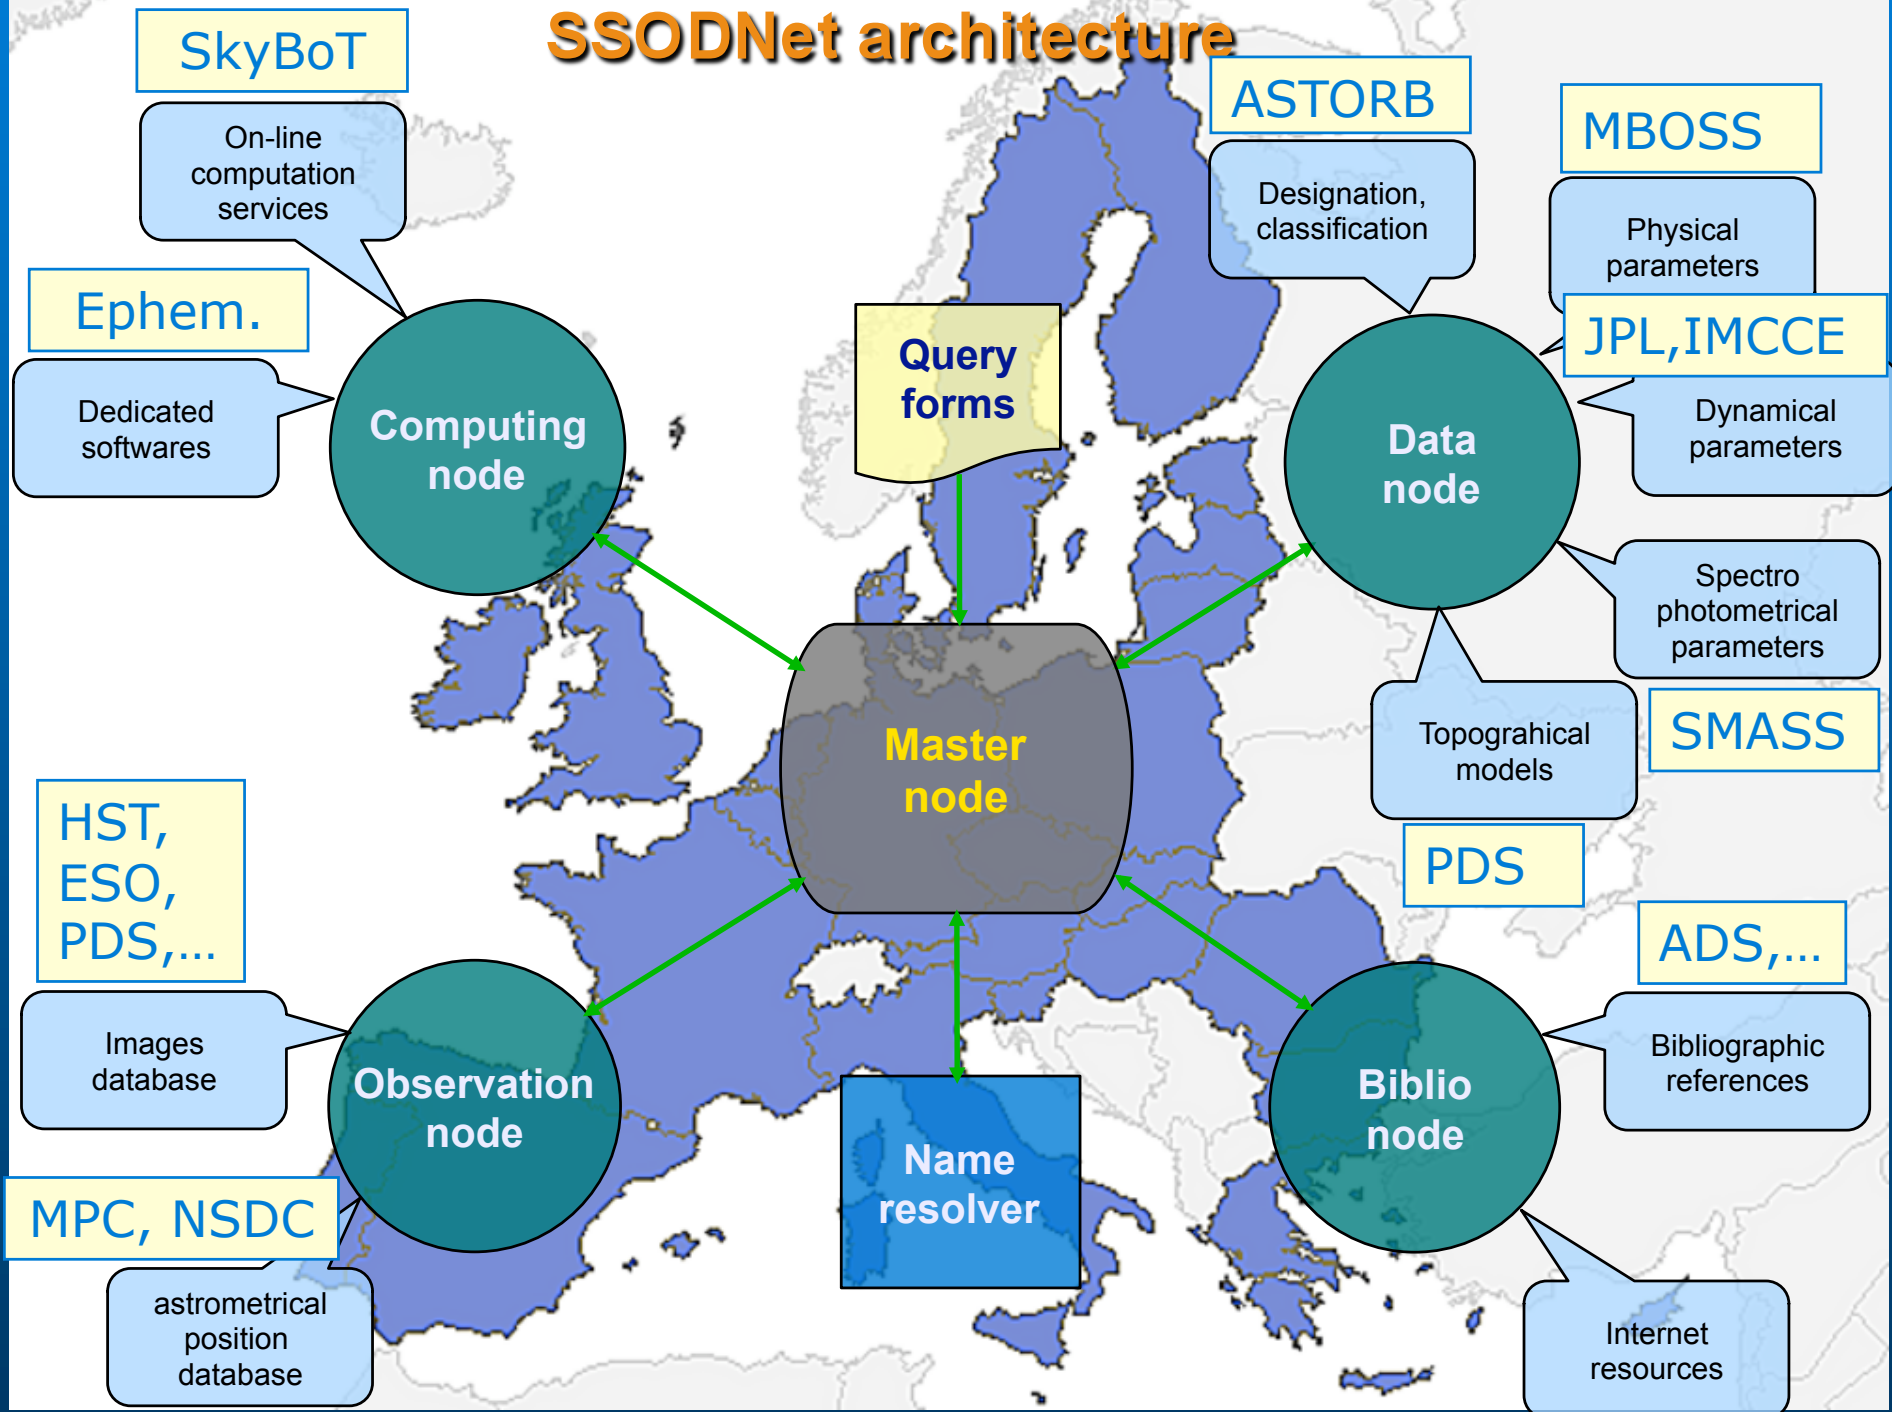 SSODNet architecture
SkyBoT
On-line
computation
services
Ephem.
Dedicated
softwares
Computing
node
Query
forms
ASTORB
Designation,
classification
MBOSS
Physical
parameters
JPL,IMCCE
Dynamical
parameters
Data
node
Spectro
photometrical
parameters
SMASS
Topograhical
models
PDS
Master
node
HST,
ESO,
PDS,...
Images
database
Observation
node
MPC, NSDC
astrometrical
position
database
Name
resolver
ADS,...
Bibliographic
references
Biblio
node
Internet
resources